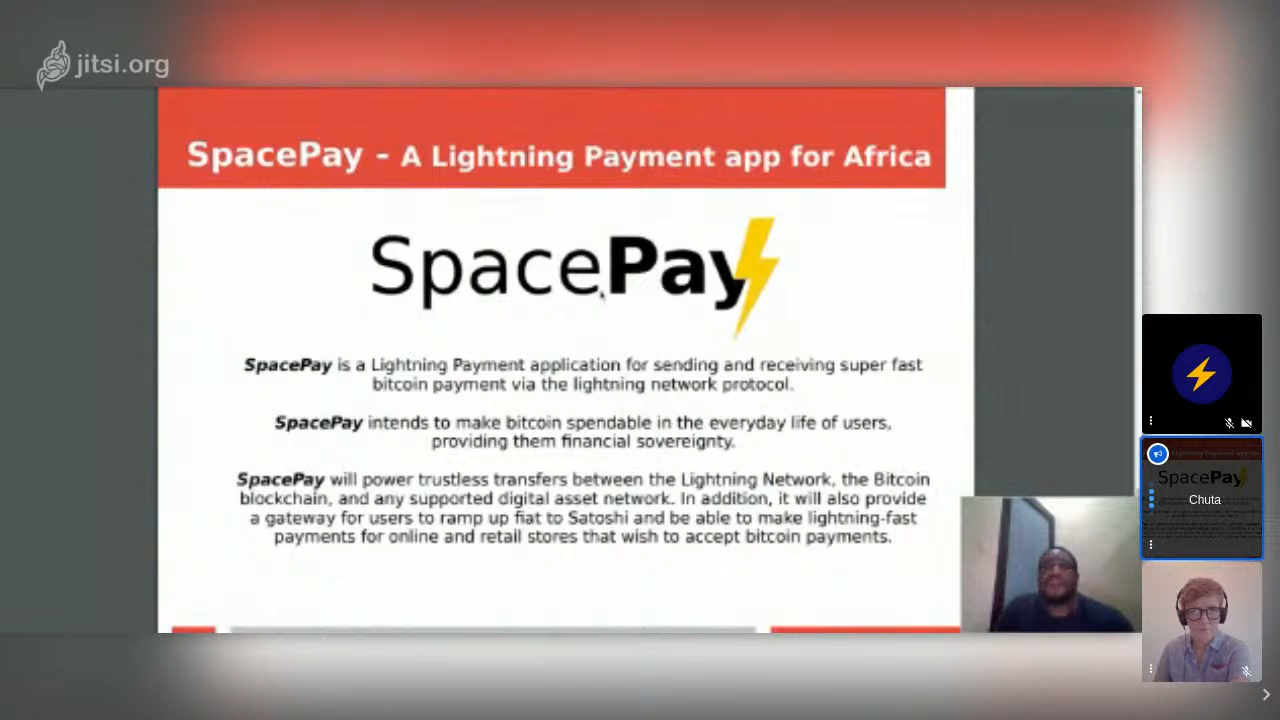 jitsi.org
SpacePay - A Lightning Payment app for Africa
SpacePay
SpacePay is a Lightning Payment application for sending and receiving super fast
bitcoin payment via the lightning network protocol.
SpacePay intends to make bitcoin spendable in the everyday life of users,
providing them financial sovereignty.
SpacePay will power trustless transfers between the Lightning Network, the Bitcoin
blockchain, and any supported digital asset network. In addition, it will also provide
a gateway for users to ramp up fiat to Satoshi and be able to make lightning-fast
payments for online and retail stores that wish to accept bitcoin payments.
SpacePay
Chuta